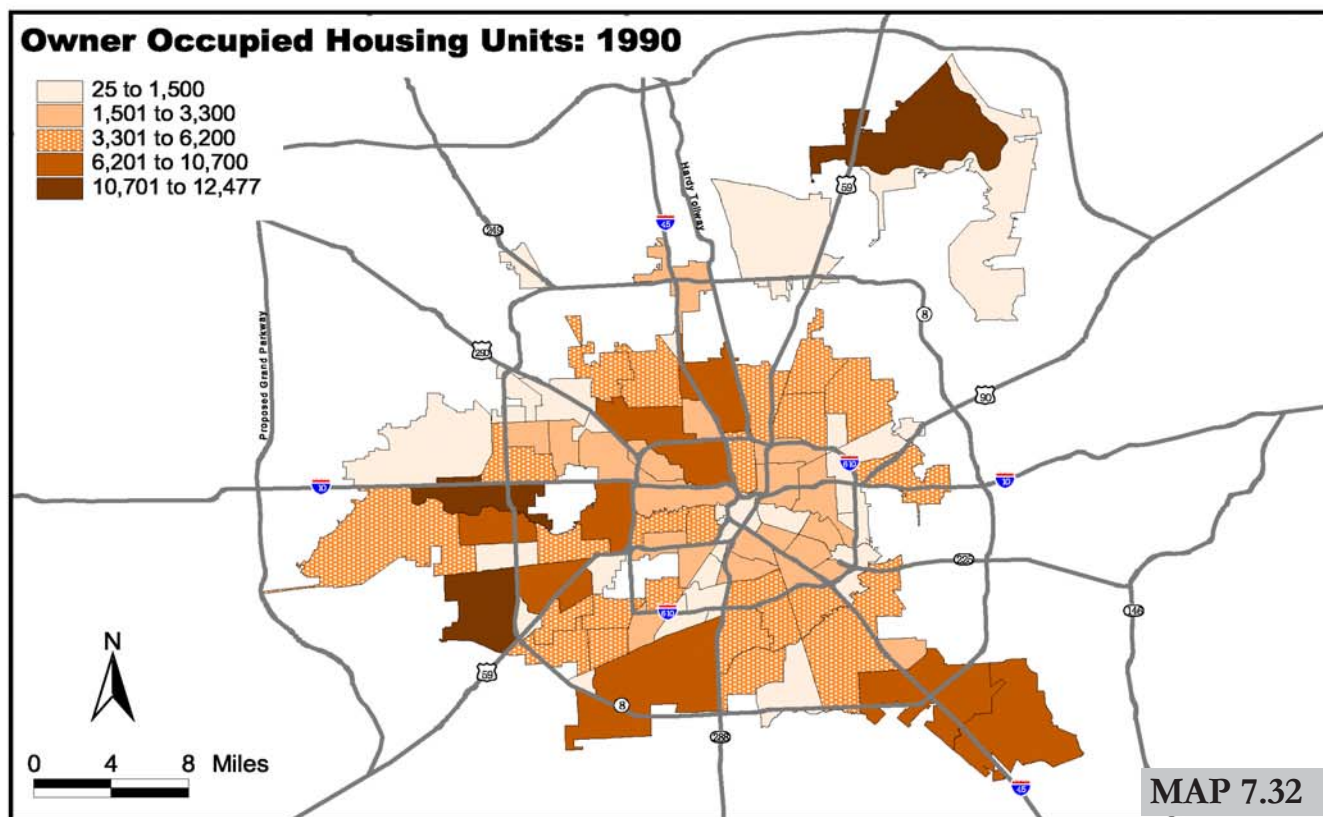 Owner Occupied Housing Units: 1990
25 to 1,500
1,501 to 3,300
3,301 to 6,200
6,201 to 10,700
10,701 to 12,477
Hardy Tollway
59
45
249
8
290
90
Proposed Grand Parkway
610
10
10
225
146
610
59
8
288
45
N
0 4 8 Miles
MAP 7.32